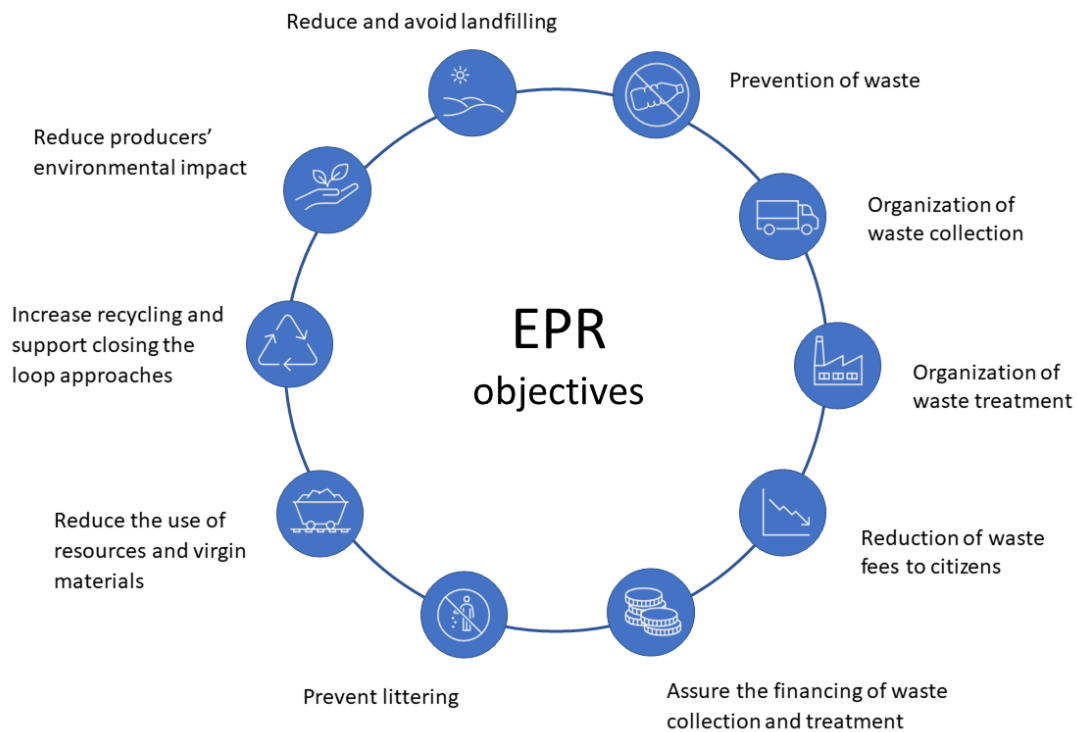 Reduce and avoid landfilling
Prevention of waste
Reduce producers’
environmental impact
Organization of
waste collection
Increase recycling and
support closing the
loop approaches
EPR
objectives
Organization of
waste treatment
Reduce the use of
resources and virgin
materials
Reduction of waste
fees to citizens
Prevent littering
Assure the financing of waste
collection and treatment